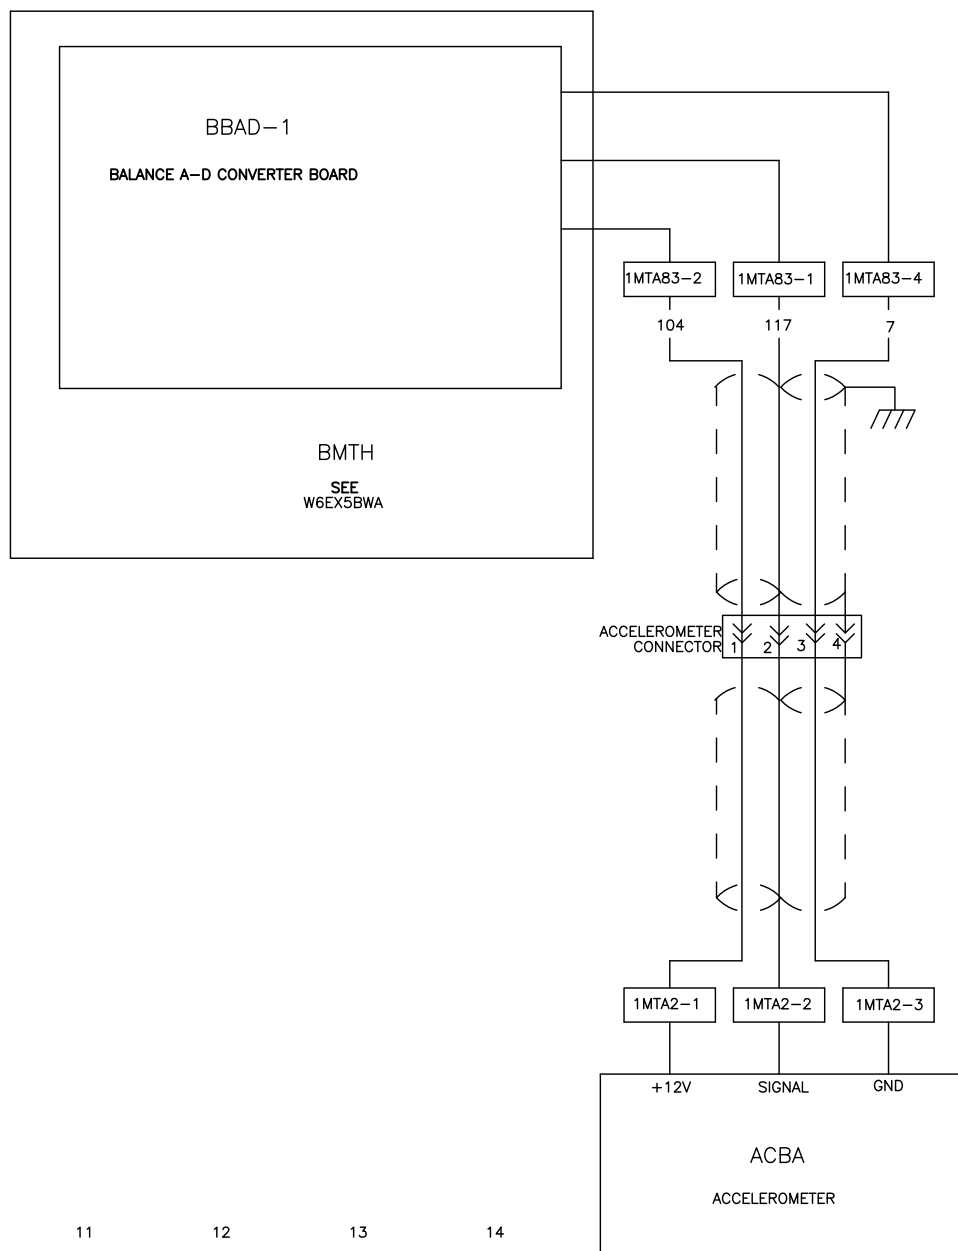 BBAD-1
BALANCE A-D CONVERTER BOARD
1MTA83-2
1MTA83-1
1MTA83-4
104
117
7
BMTH
SEE
W6EX5BWA
ACCELEROMETER
CONNECTOR
1
2
3
4
1MTA2-1
1MTA2-2
1MTA2-3
+12V
SIGNAL
GND
ACBA
ACCELEROMETER
11
12
13
14